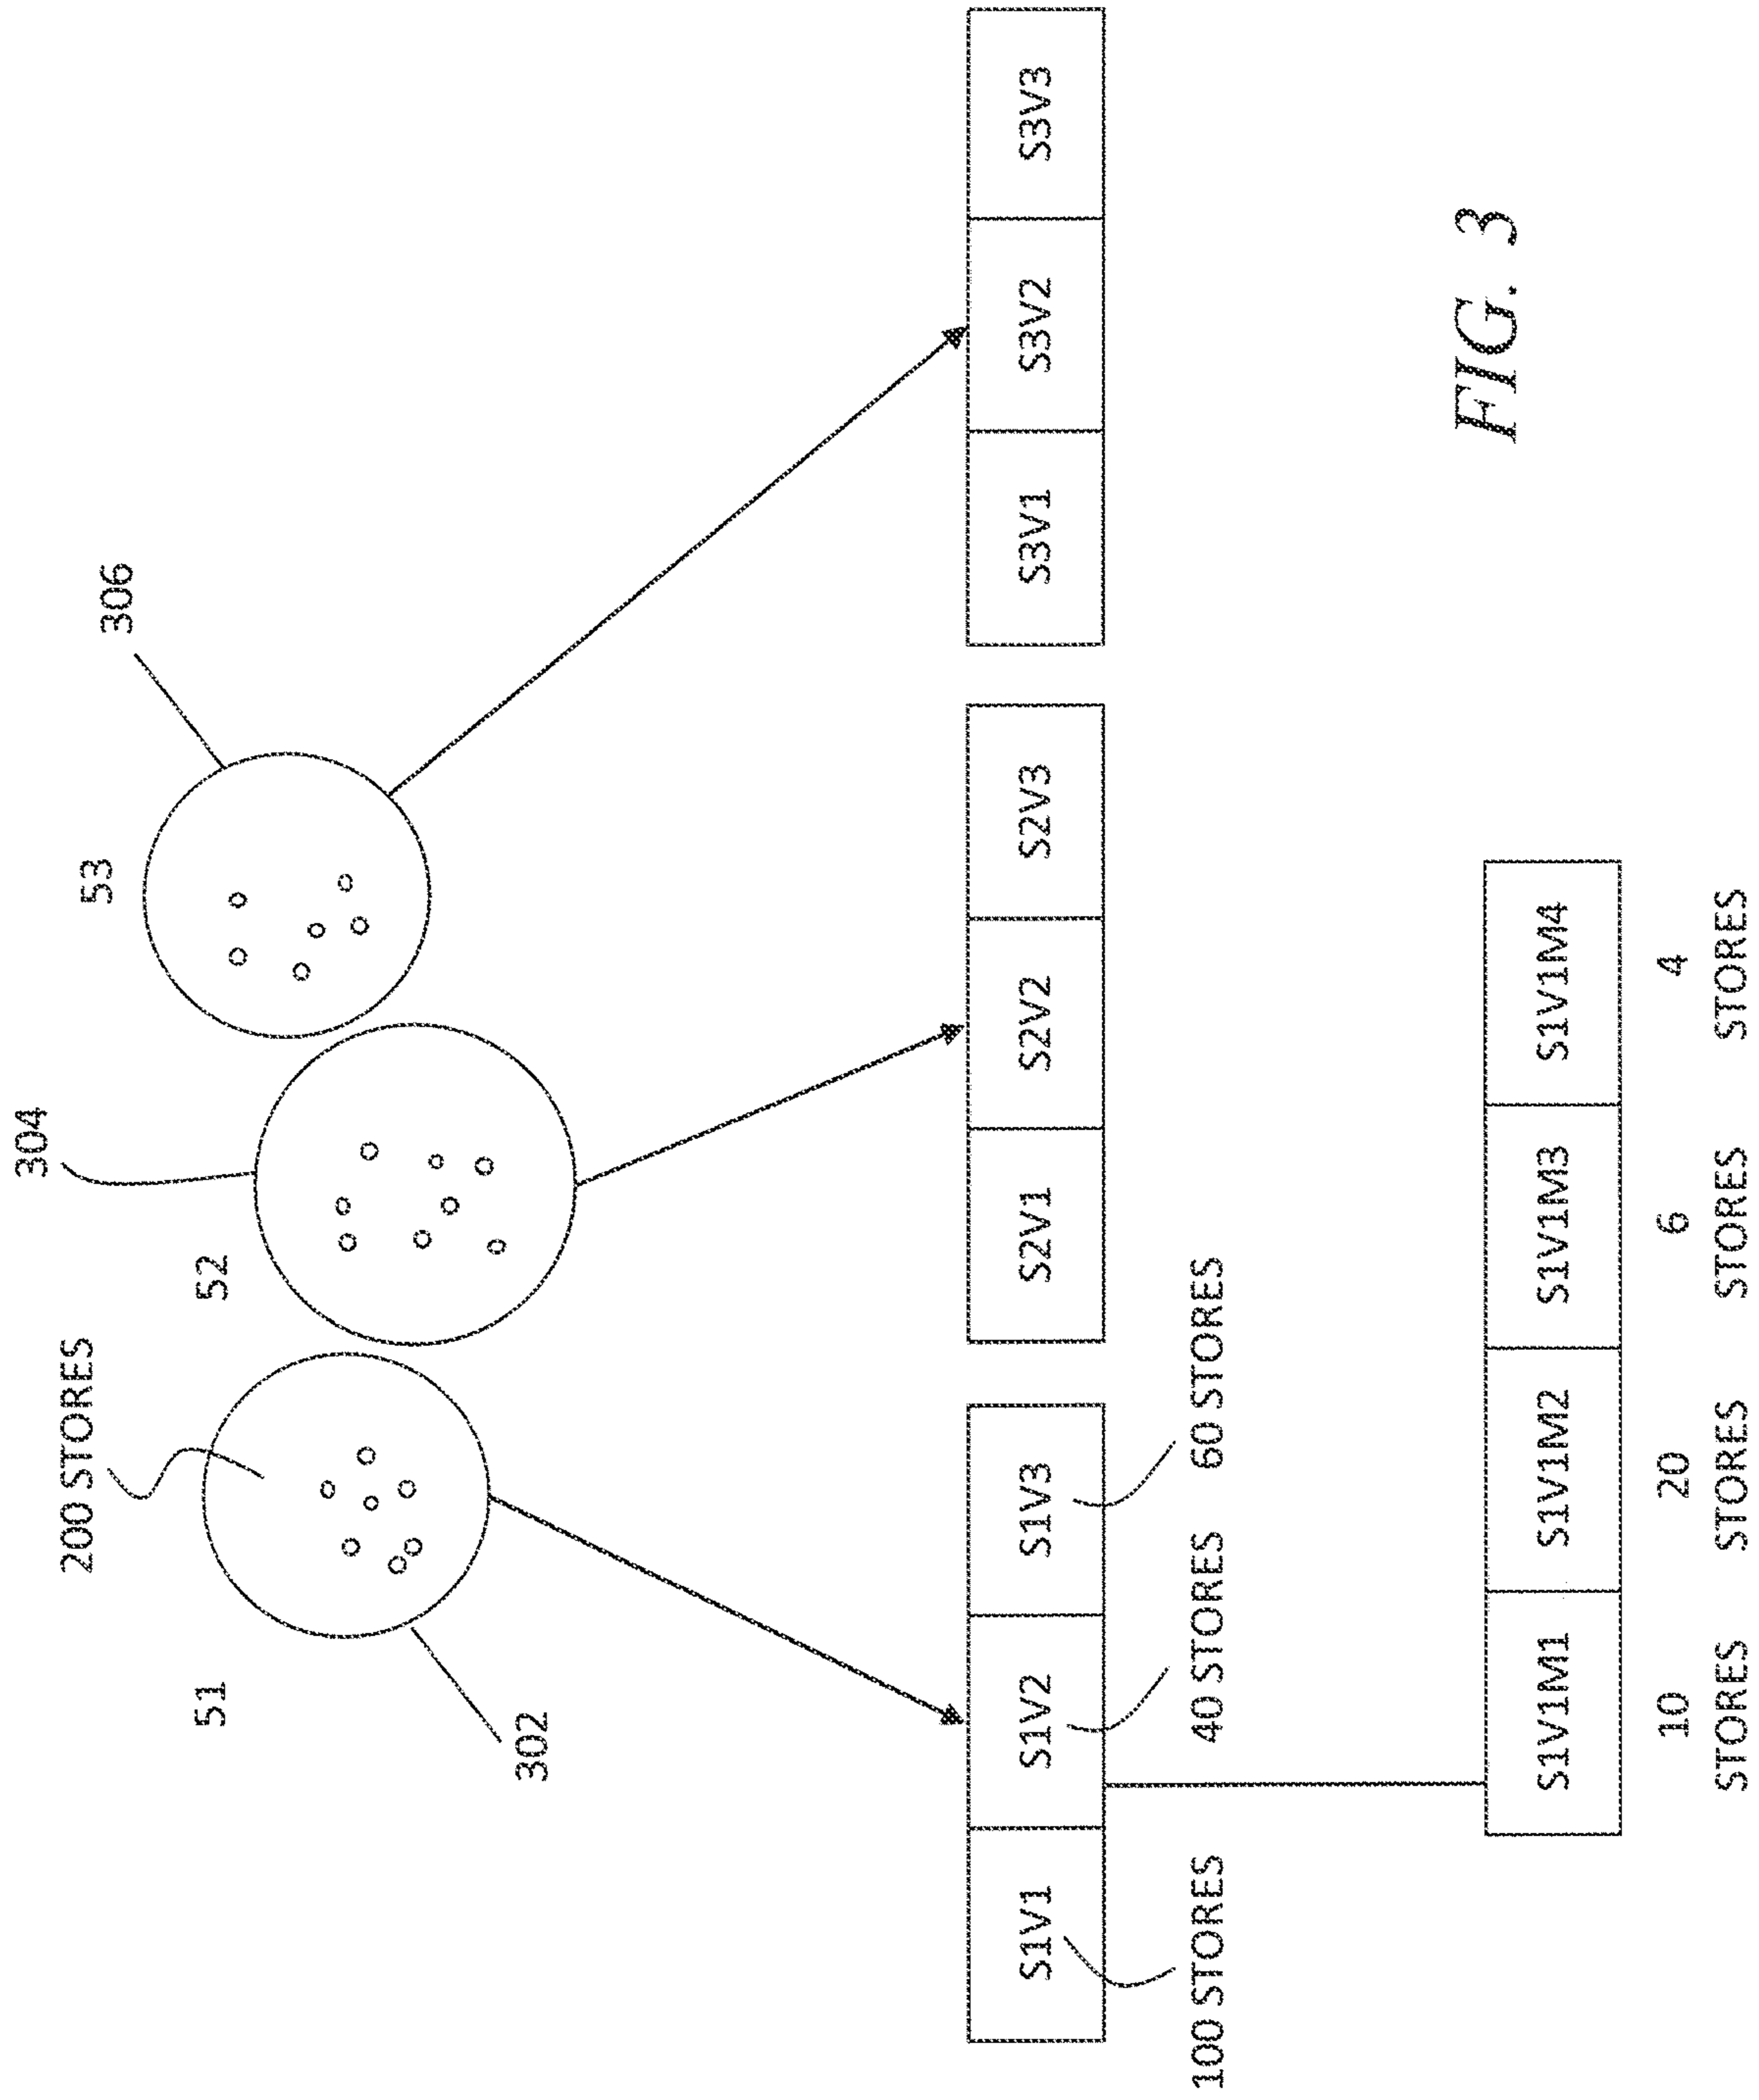 304
306
200 STORES
53
51
52
302
S1V1
S1V2
S1V3
S2V1
S2V2
S2V3
S3V1
S3V2
S3V3
100 STORES
40 STORES
60 STORES
S1V1M1
S1V1M2
S1V1M3
S1V1M4
10
STORES
20
STORES
6
STORES
4
STORES
FIG. 3